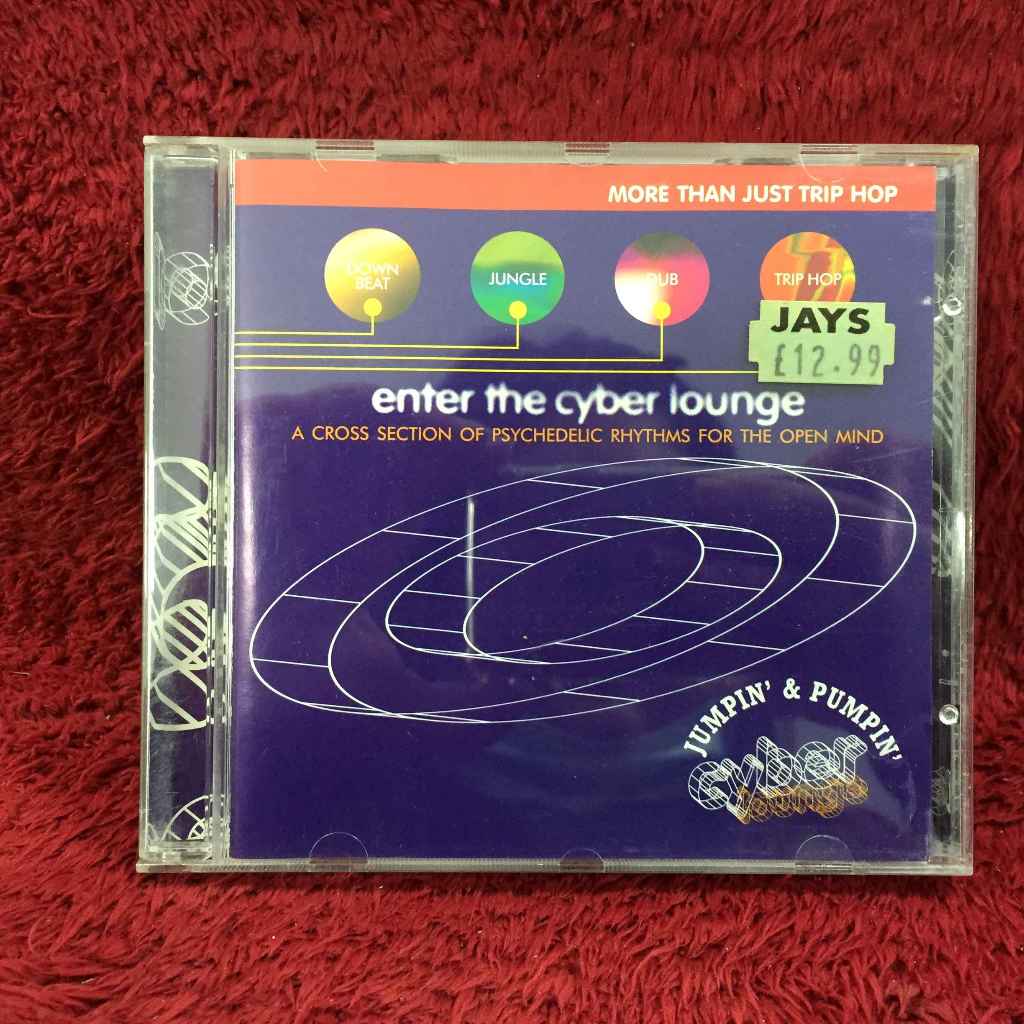 MORE THAN JUST TRIP HOP
DOWN
BEAT
JUNGLE
DUB
TRIP HOP
JAYS
£12.99
enter the cyber lounge
A CROSS SECTION OF PSYCHEDELIC RHYTHMS FOR THE OPEN MIND
JUMPIN' & PUMPIN'
cyber
lounge